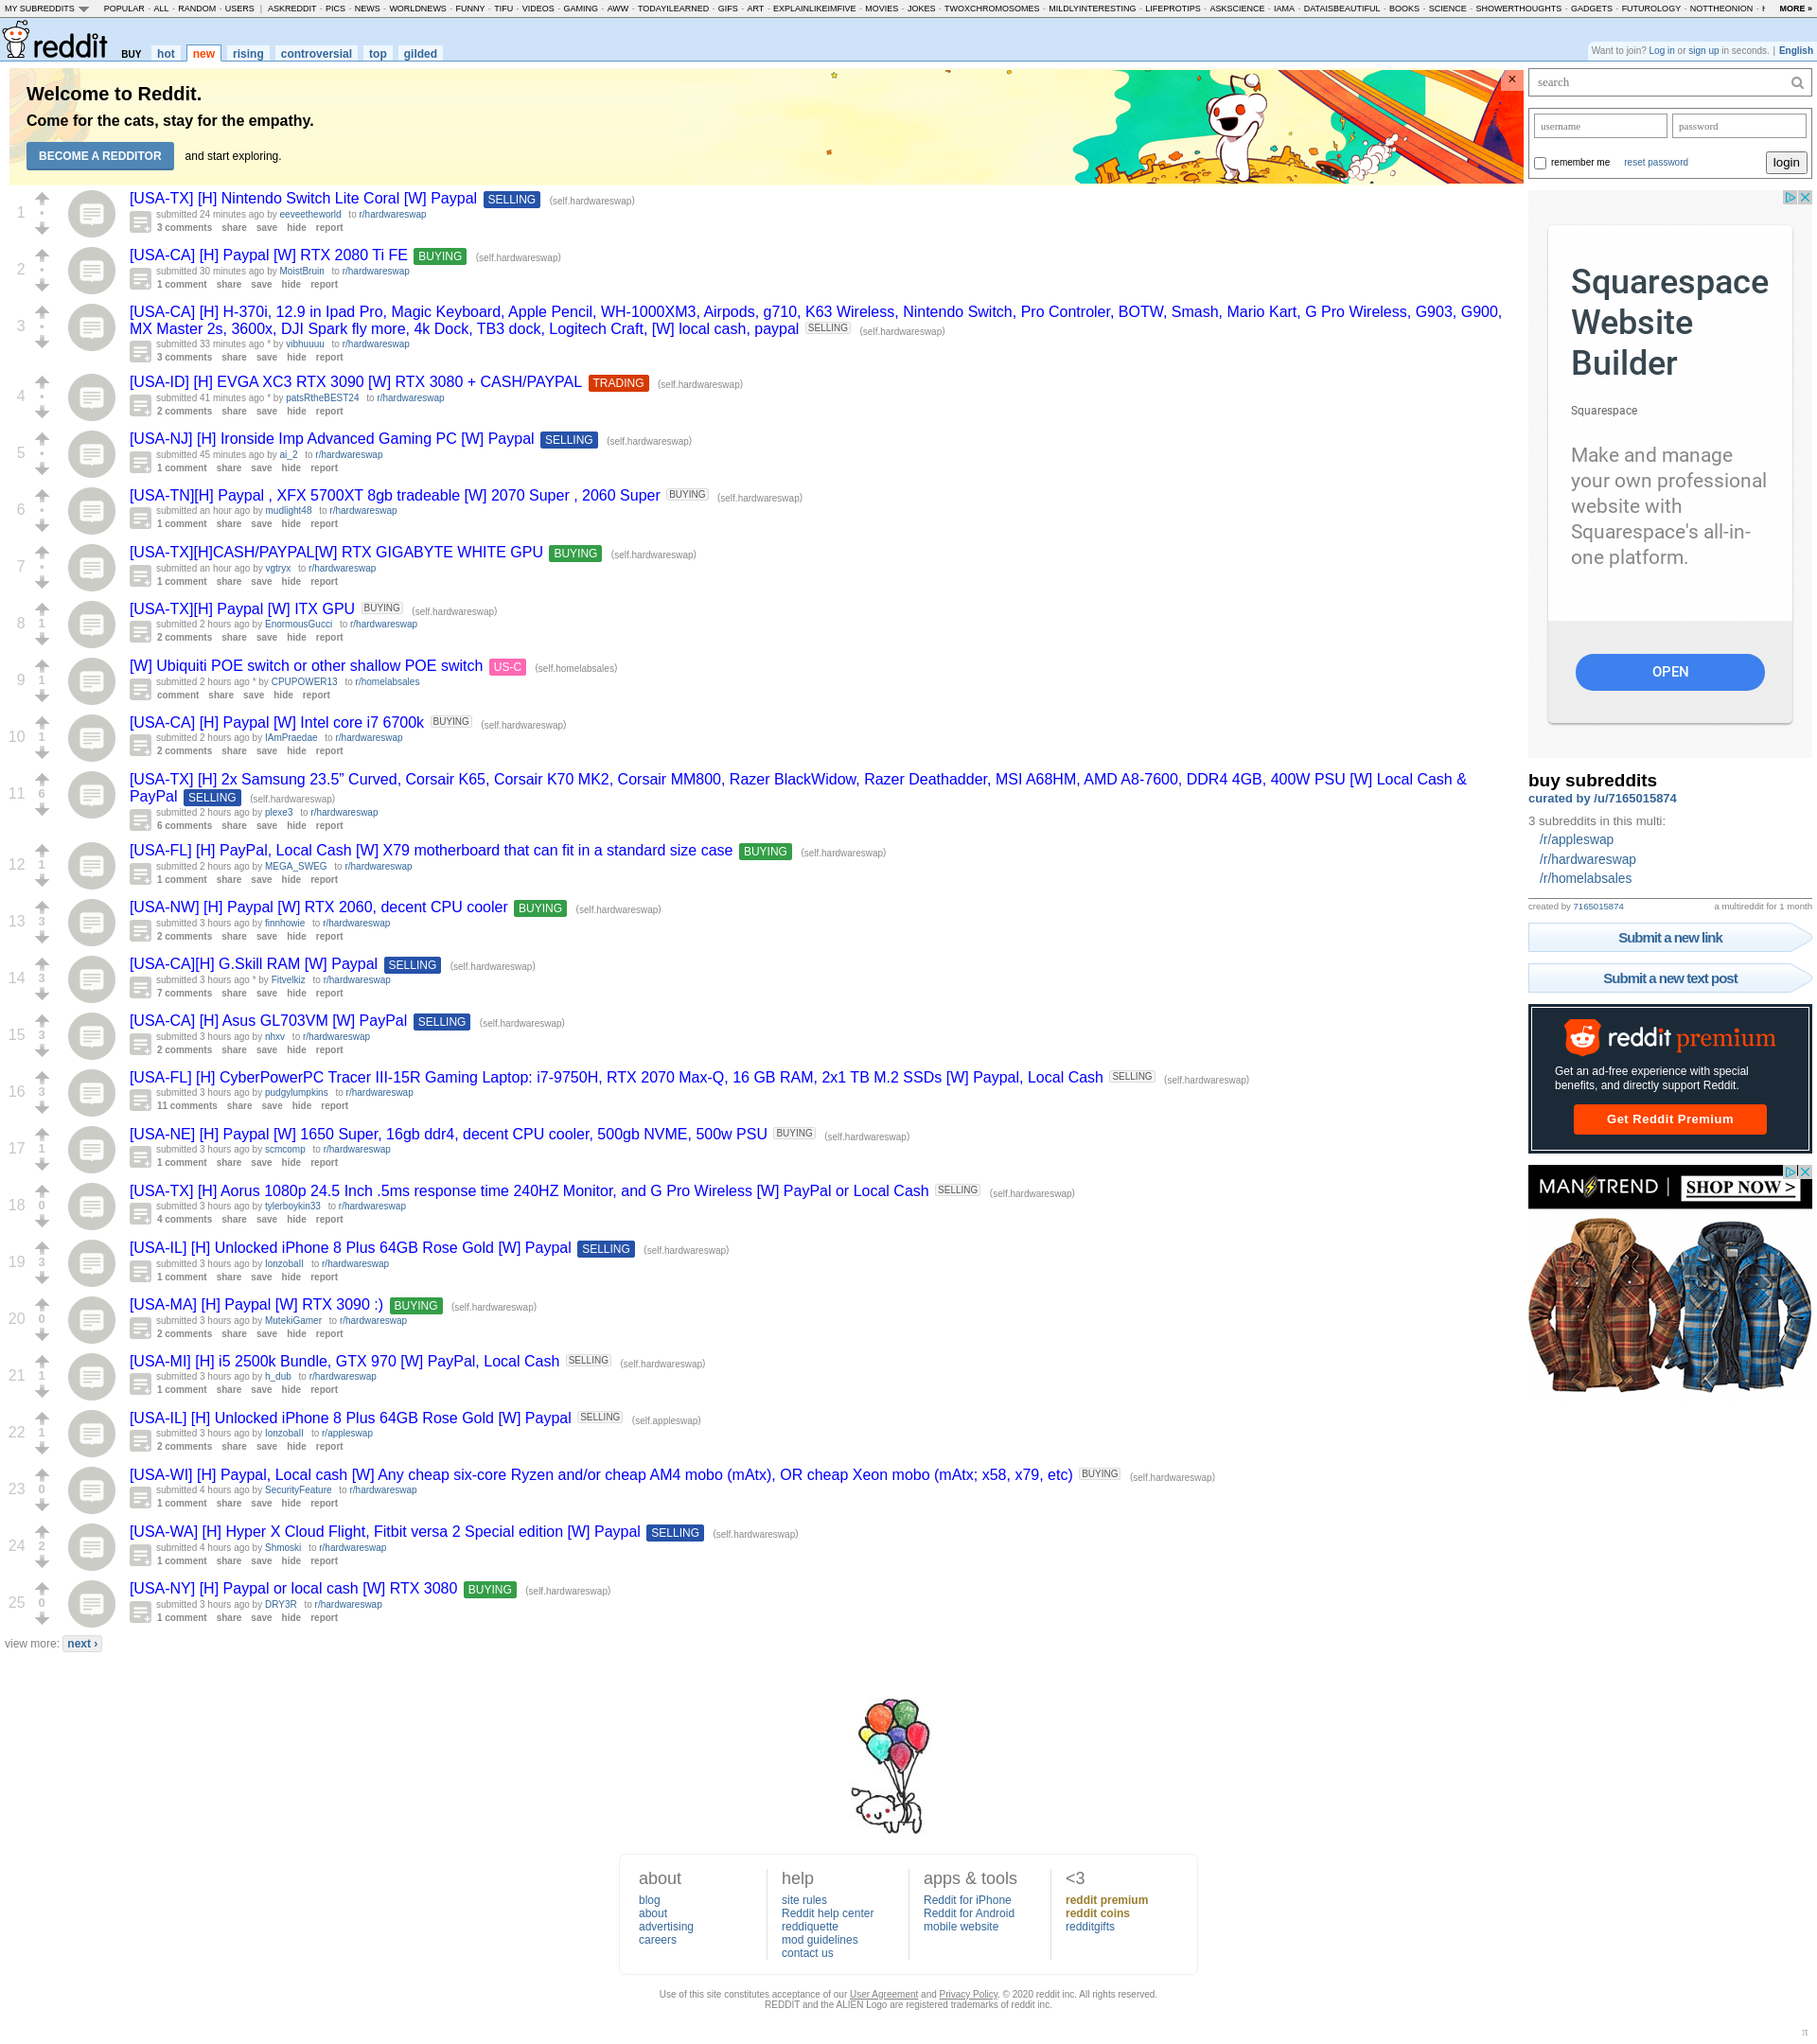 MY SUBREDDITS POPULAR - ALL - RANDOM - USERS | ASKREDDIT - PICS - NEWS - WORLDNEWS - FUNNY - TIFU - VIDEOS - GAMING - AWW - TODAYILEARNED - GIFS - ART - EXPLAINLIKEIMFIVE - MOVIES - JOKES - TWOXCHROMOSOMES - MILDLYINTERESTING - LIFEPROTIPS - ASKSCIENCE - IAMA - DATAISBEAUTIFUL - BOOKS - SCIENCE - SHOWERTHOUGHTS - GADGETS - FUTUROLOGY - NOTTHEONION - MORE »
reddit BUY hot new rising controversial top gilded
Want to join? Log in or sign up in seconds. | English
Welcome to Reddit.
Come for the cats, stay for the empathy.
BECOME A REDDITOR and start exploring.
1
[USA-TX] [H] Nintendo Switch Lite Coral [W] Paypal SELLING (self.hardwareswap)
submitted 24 minutes ago by eeveetheworld to r/hardwareswap
3 comments share save hide report
2
[USA-CA] [H] Paypal [W] RTX 2080 Ti FE BUYING (self.hardwareswap)
submitted 30 minutes ago by MoistBruin to r/hardwareswap
1 comment share save hide report
3
[USA-CA] [H] H-370i, 12.9 in Ipad Pro, Magic Keyboard, Apple Pencil, WH-1000XM3, Airpods, g710, K63 Wireless, Nintendo Switch, Pro Controler, BOTW, Smash, Mario Kart, G Pro Wireless, G903, G900,
MX Master 2s, 3600x, DJI Spark fly more, 4k Dock, TB3 dock, Logitech Craft, [W] local cash, paypal SELLING (self.hardwareswap)
submitted 33 minutes ago * by vibhuuuu to r/hardwareswap
3 comments share save hide report
4
[USA-ID] [H] EVGA XC3 RTX 3090 [W] RTX 3080 + CASH/PAYPAL TRADING (self.hardwareswap)
submitted 41 minutes ago * by patsRtheBEST24 to r/hardwareswap
2 comments share save hide report
5
[USA-NJ] [H] Ironside Imp Advanced Gaming PC [W] Paypal SELLING (self.hardwareswap)
submitted 45 minutes ago by ai_2 to r/hardwareswap
1 comment share save hide report
6
[USA-TN][H] Paypal , XFX 5700XT 8gb tradeable [W] 2070 Super , 2060 Super BUYING (self.hardwareswap)
submitted an hour ago by mudlight48 to r/hardwareswap
1 comment share save hide report
7
[USA-TX][H]CASH/PAYPAL[W] RTX GIGABYTE WHITE GPU BUYING (self.hardwareswap)
submitted an hour ago by vgtryx to r/hardwareswap
1 comment share save hide report
8 1
[USA-TX][H] Paypal [W] ITX GPU BUYING (self.hardwareswap)
submitted 2 hours ago by EnormousGucci to r/hardwareswap
2 comments share save hide report
9 1
[W] Ubiquiti POE switch or other shallow POE switch US-C (self.homelabsales)
submitted 2 hours ago * by CPUPOWER13 to r/homelabsales
comment share save hide report
10 1
[USA-CA] [H] Paypal [W] Intel core i7 6700k BUYING (self.hardwareswap)
submitted 2 hours ago by IAmPraedae to r/hardwareswap
2 comments share save hide report
11 6
[USA-TX] [H] 2x Samsung 23.5” Curved, Corsair K65, Corsair K70 MK2, Corsair MM800, Razer BlackWidow, Razer Deathadder, MSI A68HM, AMD A8-7600, DDR4 4GB, 400W PSU [W] Local Cash &
PayPal SELLING (self.hardwareswap)
submitted 2 hours ago by plexe3 to r/hardwareswap
6 comments share save hide report
12 1
[USA-FL] [H] PayPal, Local Cash [W] X79 motherboard that can fit in a standard size case BUYING (self.hardwareswap)
submitted 2 hours ago by MEGA_SWEG to r/hardwareswap
1 comment share save hide report
13 3
[USA-NW] [H] Paypal [W] RTX 2060, decent CPU cooler BUYING (self.hardwareswap)
submitted 3 hours ago by finnhowie to r/hardwareswap
2 comments share save hide report
14 3
[USA-CA][H] G.Skill RAM [W] Paypal SELLING (self.hardwareswap)
submitted 3 hours ago * by Fitvelkiz to r/hardwareswap
7 comments share save hide report
15 3
[USA-CA] [H] Asus GL703VM [W] PayPal SELLING (self.hardwareswap)
submitted 3 hours ago by nhxv to r/hardwareswap
2 comments share save hide report
16 3
[USA-FL] [H] CyberPowerPC Tracer III-15R Gaming Laptop: i7-9750H, RTX 2070 Max-Q, 16 GB RAM, 2x1 TB M.2 SSDs [W] Paypal, Local Cash SELLING (self.hardwareswap)
submitted 3 hours ago by pudgylumpkins to r/hardwareswap
11 comments share save hide report
17 1
[USA-NE] [H] Paypal [W] 1650 Super, 16gb ddr4, decent CPU cooler, 500gb NVME, 500w PSU BUYING (self.hardwareswap)
submitted 3 hours ago by scmcomp to r/hardwareswap
1 comment share save hide report
18 0
[USA-TX] [H] Aorus 1080p 24.5 Inch .5ms response time 240HZ Monitor, and G Pro Wireless [W] PayPal or Local Cash SELLING (self.hardwareswap)
submitted 3 hours ago by tylerboykin33 to r/hardwareswap
4 comments share save hide report
19 3
[USA-IL] [H] Unlocked iPhone 8 Plus 64GB Rose Gold [W] Paypal SELLING (self.hardwareswap)
submitted 3 hours ago by lonzoball to r/hardwareswap
1 comment share save hide report
20 0
[USA-MA] [H] Paypal [W] RTX 3090 :) BUYING (self.hardwareswap)
submitted 3 hours ago by MutekiGamer to r/hardwareswap
2 comments share save hide report
21 1
[USA-MI] [H] i5 2500k Bundle, GTX 970 [W] PayPal, Local Cash SELLING (self.hardwareswap)
submitted 3 hours ago by h_dub to r/hardwareswap
1 comment share save hide report
22 1
[USA-IL] [H] Unlocked iPhone 8 Plus 64GB Rose Gold [W] Paypal SELLING (self.appleswap)
submitted 3 hours ago by lonzoball to r/appleswap
2 comments share save hide report
23 0
[USA-WI] [H] Paypal, Local cash [W] Any cheap six-core Ryzen and/or cheap AM4 mobo (mAtx), OR cheap Xeon mobo (mAtx; x58, x79, etc) BUYING (self.hardwareswap)
submitted 4 hours ago by SecurityFeature to r/hardwareswap
1 comment share save hide report
24 2
[USA-WA] [H] Hyper X Cloud Flight, Fitbit versa 2 Special edition [W] Paypal SELLING (self.hardwareswap)
submitted 4 hours ago by Shmoski to r/hardwareswap
1 comment share save hide report
25 0
[USA-NY] [H] Paypal or local cash [W] RTX 3080 BUYING (self.hardwareswap)
submitted 3 hours ago by DRY3R to r/hardwareswap
1 comment share save hide report
view more: next ›
search
username password
remember me reset password login
Squarespace
Website
Builder
Squarespace
Make and manage
your own professional
website with
Squarespace's all-in-
one platform.
OPEN
buy subreddits
curated by /u/7165015874
3 subreddits in this multi:
/r/appleswap
/r/hardwareswap
/r/homelabsales
created by 7165015874 a multireddit for 1 month
Submit a new link
Submit a new text post
reddit premium
Get an ad-free experience with special
benefits, and directly support Reddit.
Get Reddit Premium
MAN TREND | SHOP NOW >
about
blog
about
advertising
careers
help
site rules
Reddit help center
reddiquette
mod guidelines
contact us
apps & tools
Reddit for iPhone
Reddit for Android
mobile website
<3
reddit premium
reddit coins
redditgifts
Use of this site constitutes acceptance of our User Agreement and Privacy Policy. © 2020 reddit inc. All rights reserved.
REDDIT and the ALIEN Logo are registered trademarks of reddit inc.
π